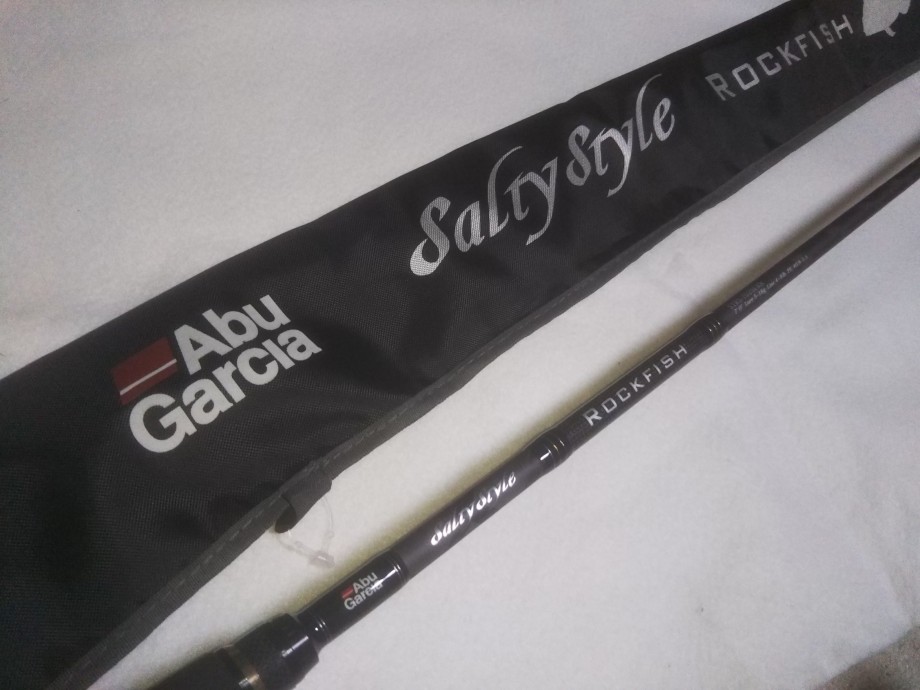 Salty Style ROCKFISH
Abu
Garcia
ROCKFISH
Salty Style
Abu
Garcia